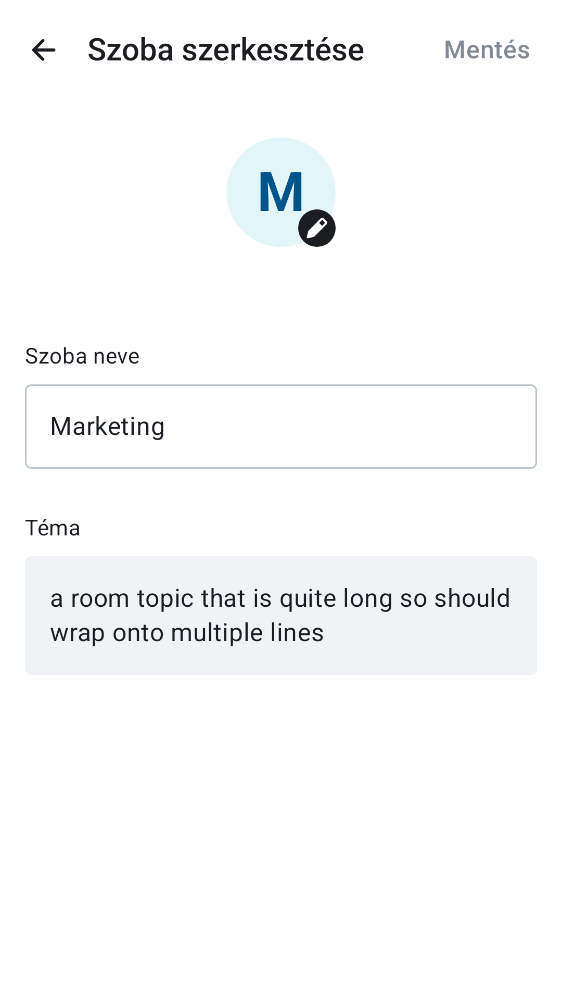 Szoba szerkesztése
Mentés
M
Szoba neve
Marketing
Téma
a room topic that is quite long so should
wrap onto multiple lines